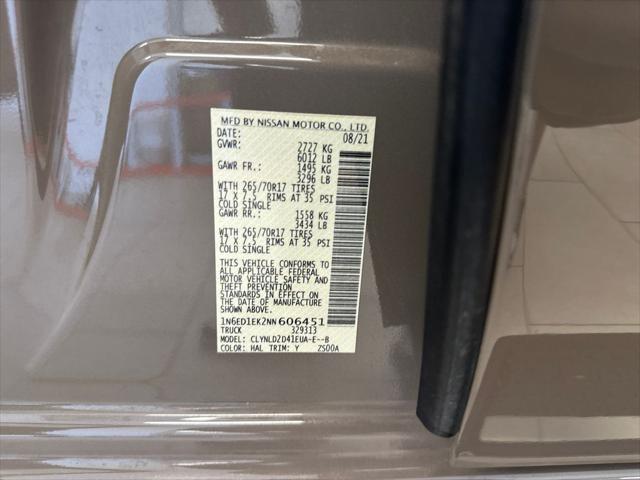 MFD BY NISSAN MOTOR CO., LTD.
DATE: 08/21
GVWR: 2727 KG
6012 LB
GAWR FR.: 1495 KG
3296 LB
WITH 265/70R17 TIRES
17 X 7.5 RIMS AT 35 PSI
COLD SINGLE
GAWR RR.: 1558 KG
3434 LB
WITH 265/70R17 TIRES
17 X 7.5 RIMS AT 35 PSI
COLD SINGLE
THIS VEHICLE CONFORMS TO
ALL APPLICABLE FEDERAL
MOTOR VEHICLE SAFETY AND
THEFT PREVENTION
STANDARDS IN EFFECT ON
THE DATE OF MANUFACTURE
SHOWN ABOVE.
1N6ED1EK2NN606451
TRUCK 329313
MODEL: CLYNLDZD41EUA-E--B
COLOR: HAL TRIM: Y ZS00A